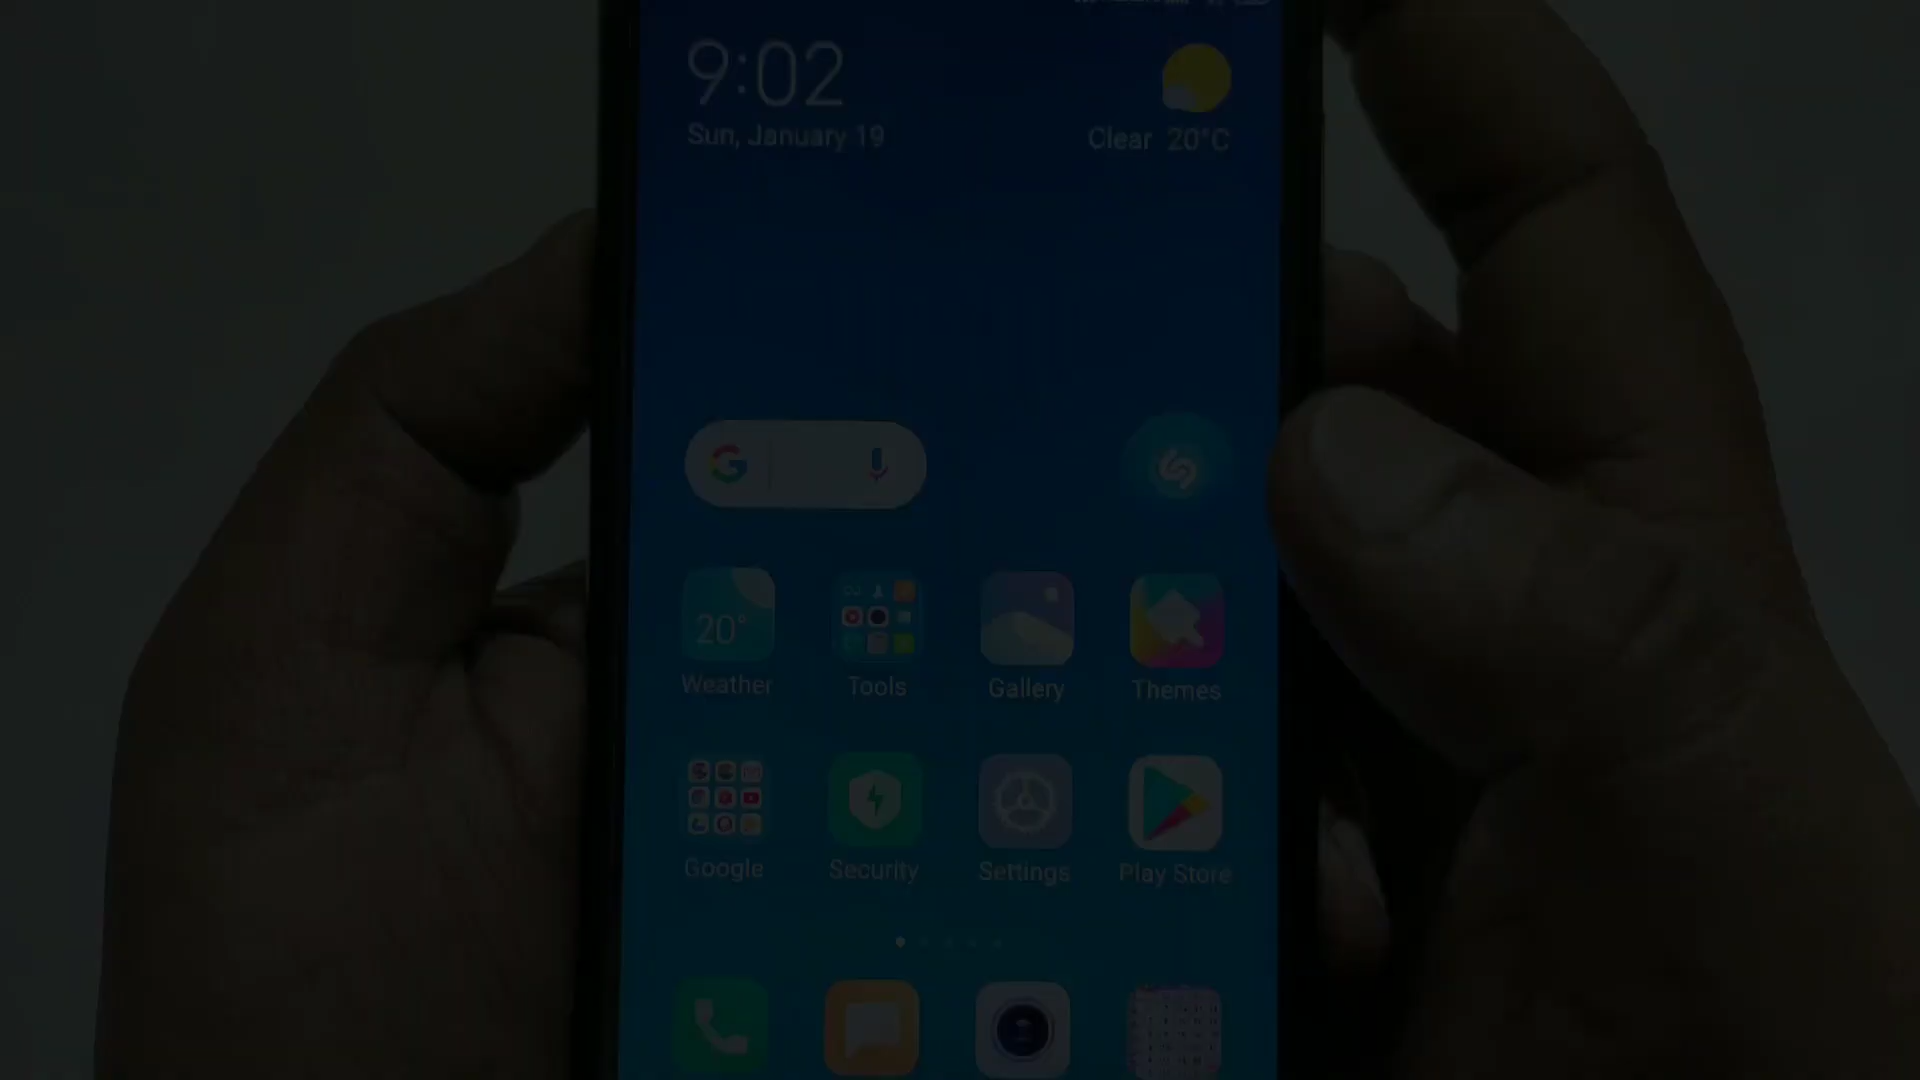 9:02
Sun, January 19
Clear 20°C
20°
Weather
Tools
Gallery
Themes
Google
Security
Settings
Play Store